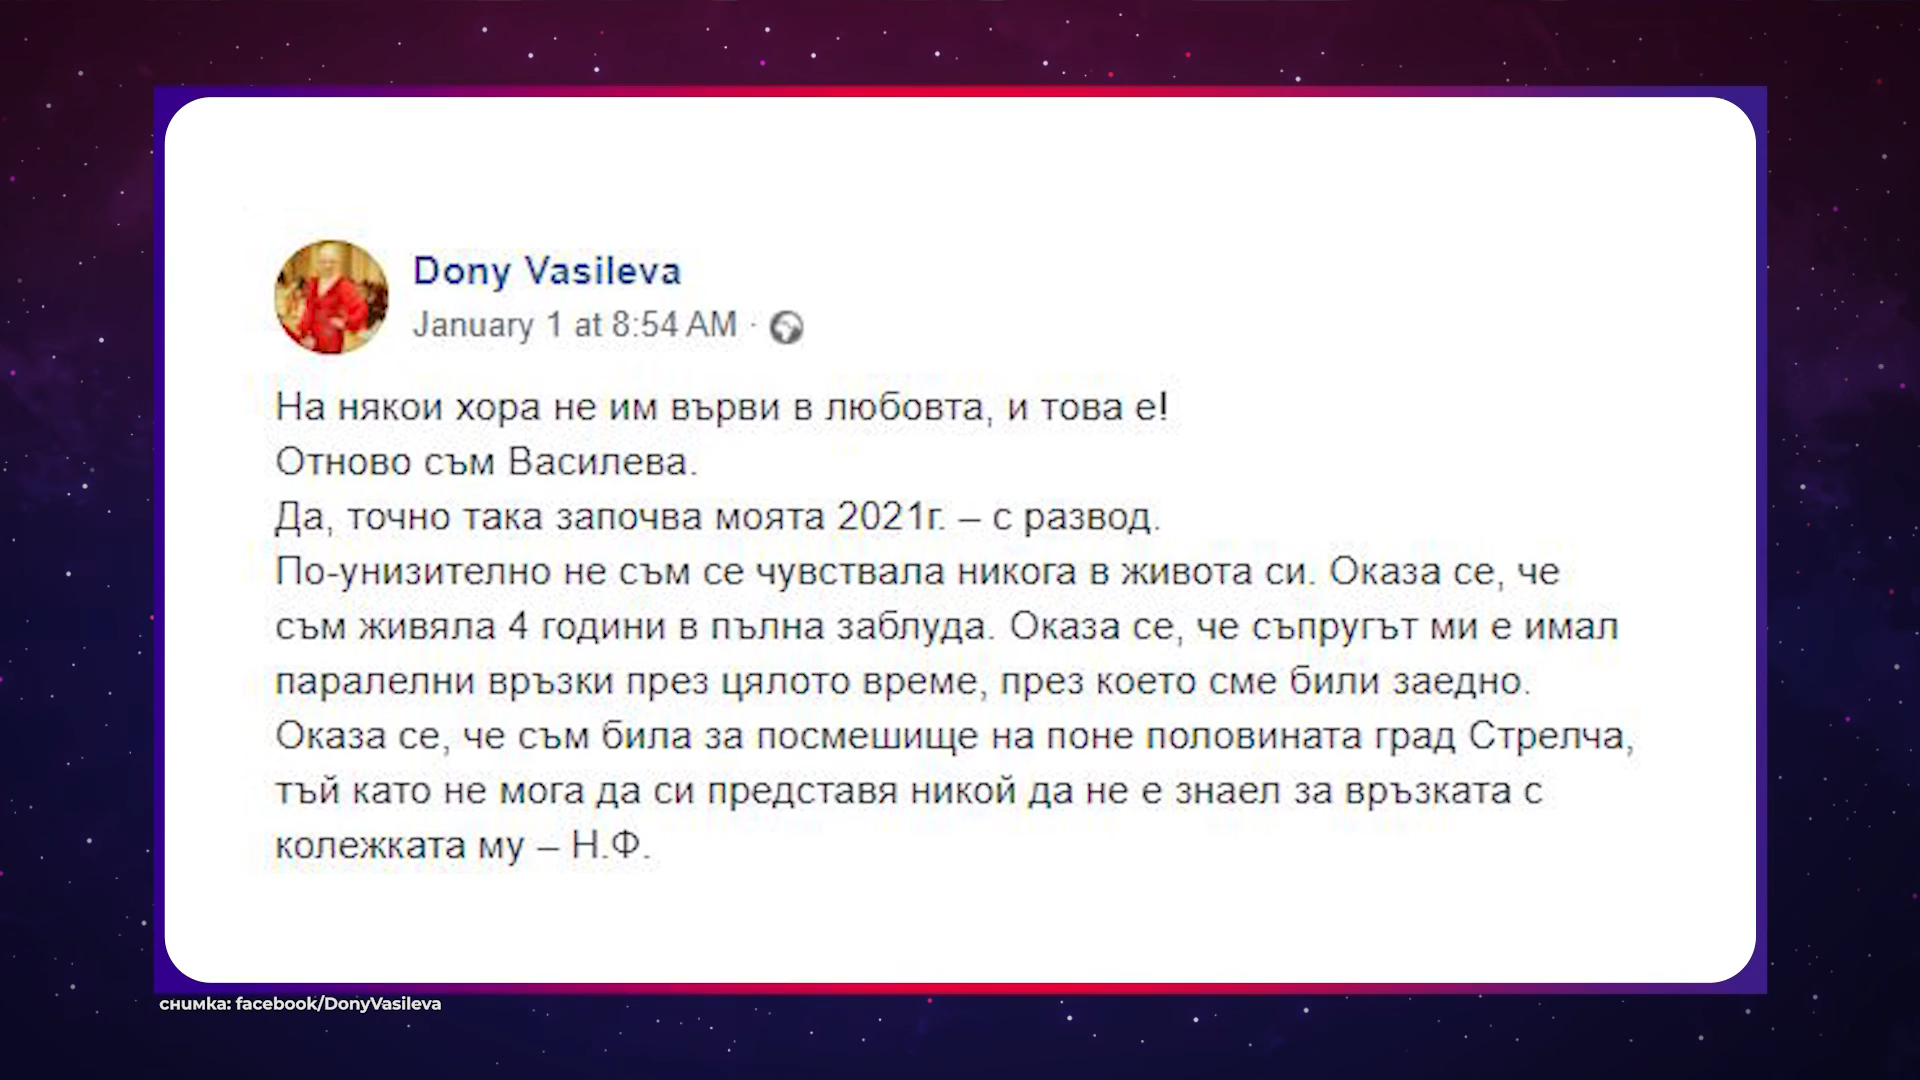 Dony Vasileva
January 1 at 8:54 AM ·
На някои хора не им върви в любовта, и това е!
Отново съм Василева.
Да, точно така започва моята 2021г. – с развод.
По-унизително не съм се чувствала никога в живота си. Оказа се, че
съм живяла 4 години в пълна заблуда. Оказа се, че съпругът ми е имал
паралелни връзки през цялото време, през което сме били заедно.
Оказа се, че съм била за посмешище на поне половината град Стрелча,
тъй като не мога да си представя никой да не е знаел за връзката с
колежката му – Н.Ф.
снимка: facebook/DonyVasileva